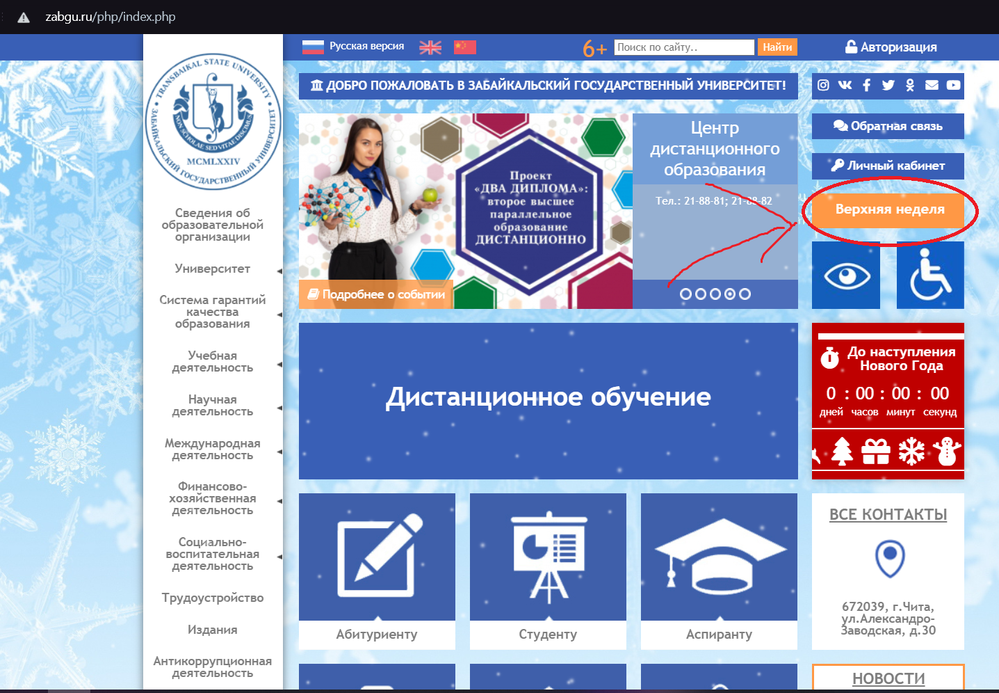 zabgu.ru/php/index.php
Русская версия
6+
Поиск по сайту..
Найти
Авторизация
TRANSBAIKAL STATE UNIVERSITY
ЗАБАЙКАЛЬСКИЙ ГОСУДАРСТВЕННЫЙ УНИВЕРСИТЕТ
NON SCHOLAE SED VITAE DISCIMUS
MCMLXXIV
Сведения об
образовательной
организации
Университет
Система гарантий
качества
образования
Учебная
деятельность
Научная
деятельность
Международная
деятельность
Финансово-
хозяйственная
деятельность
Социально-
воспитательная
деятельность
Трудоустройство
Издания
Антикоррупционная
деятельность
ДОБРО ПОЖАЛОВАТЬ В ЗАБАЙКАЛЬСКИЙ ГОСУДАРСТВЕННЫЙ УНИВЕРСИТЕТ!
Проект
«ДВА ДИПЛОМА»:
второе высшее
параллельное
образование
ДИСТАНЦИОННО
Подробнее о событии
Центр
дистанционного
образования
Тел.: 21-88-81; 21-88-82
Обратная связь
Личный кабинет
Верхняя неделя
Дистанционное обучение
До наступления
Нового Года
0 : 00 : 00 : 00
дней часов минут секунд
Абитуриенту
Студенту
Аспиранту
ВСЕ КОНТАКТЫ
672039, г.Чита,
ул.Александро-
Заводская, д.30
НОВОСТИ